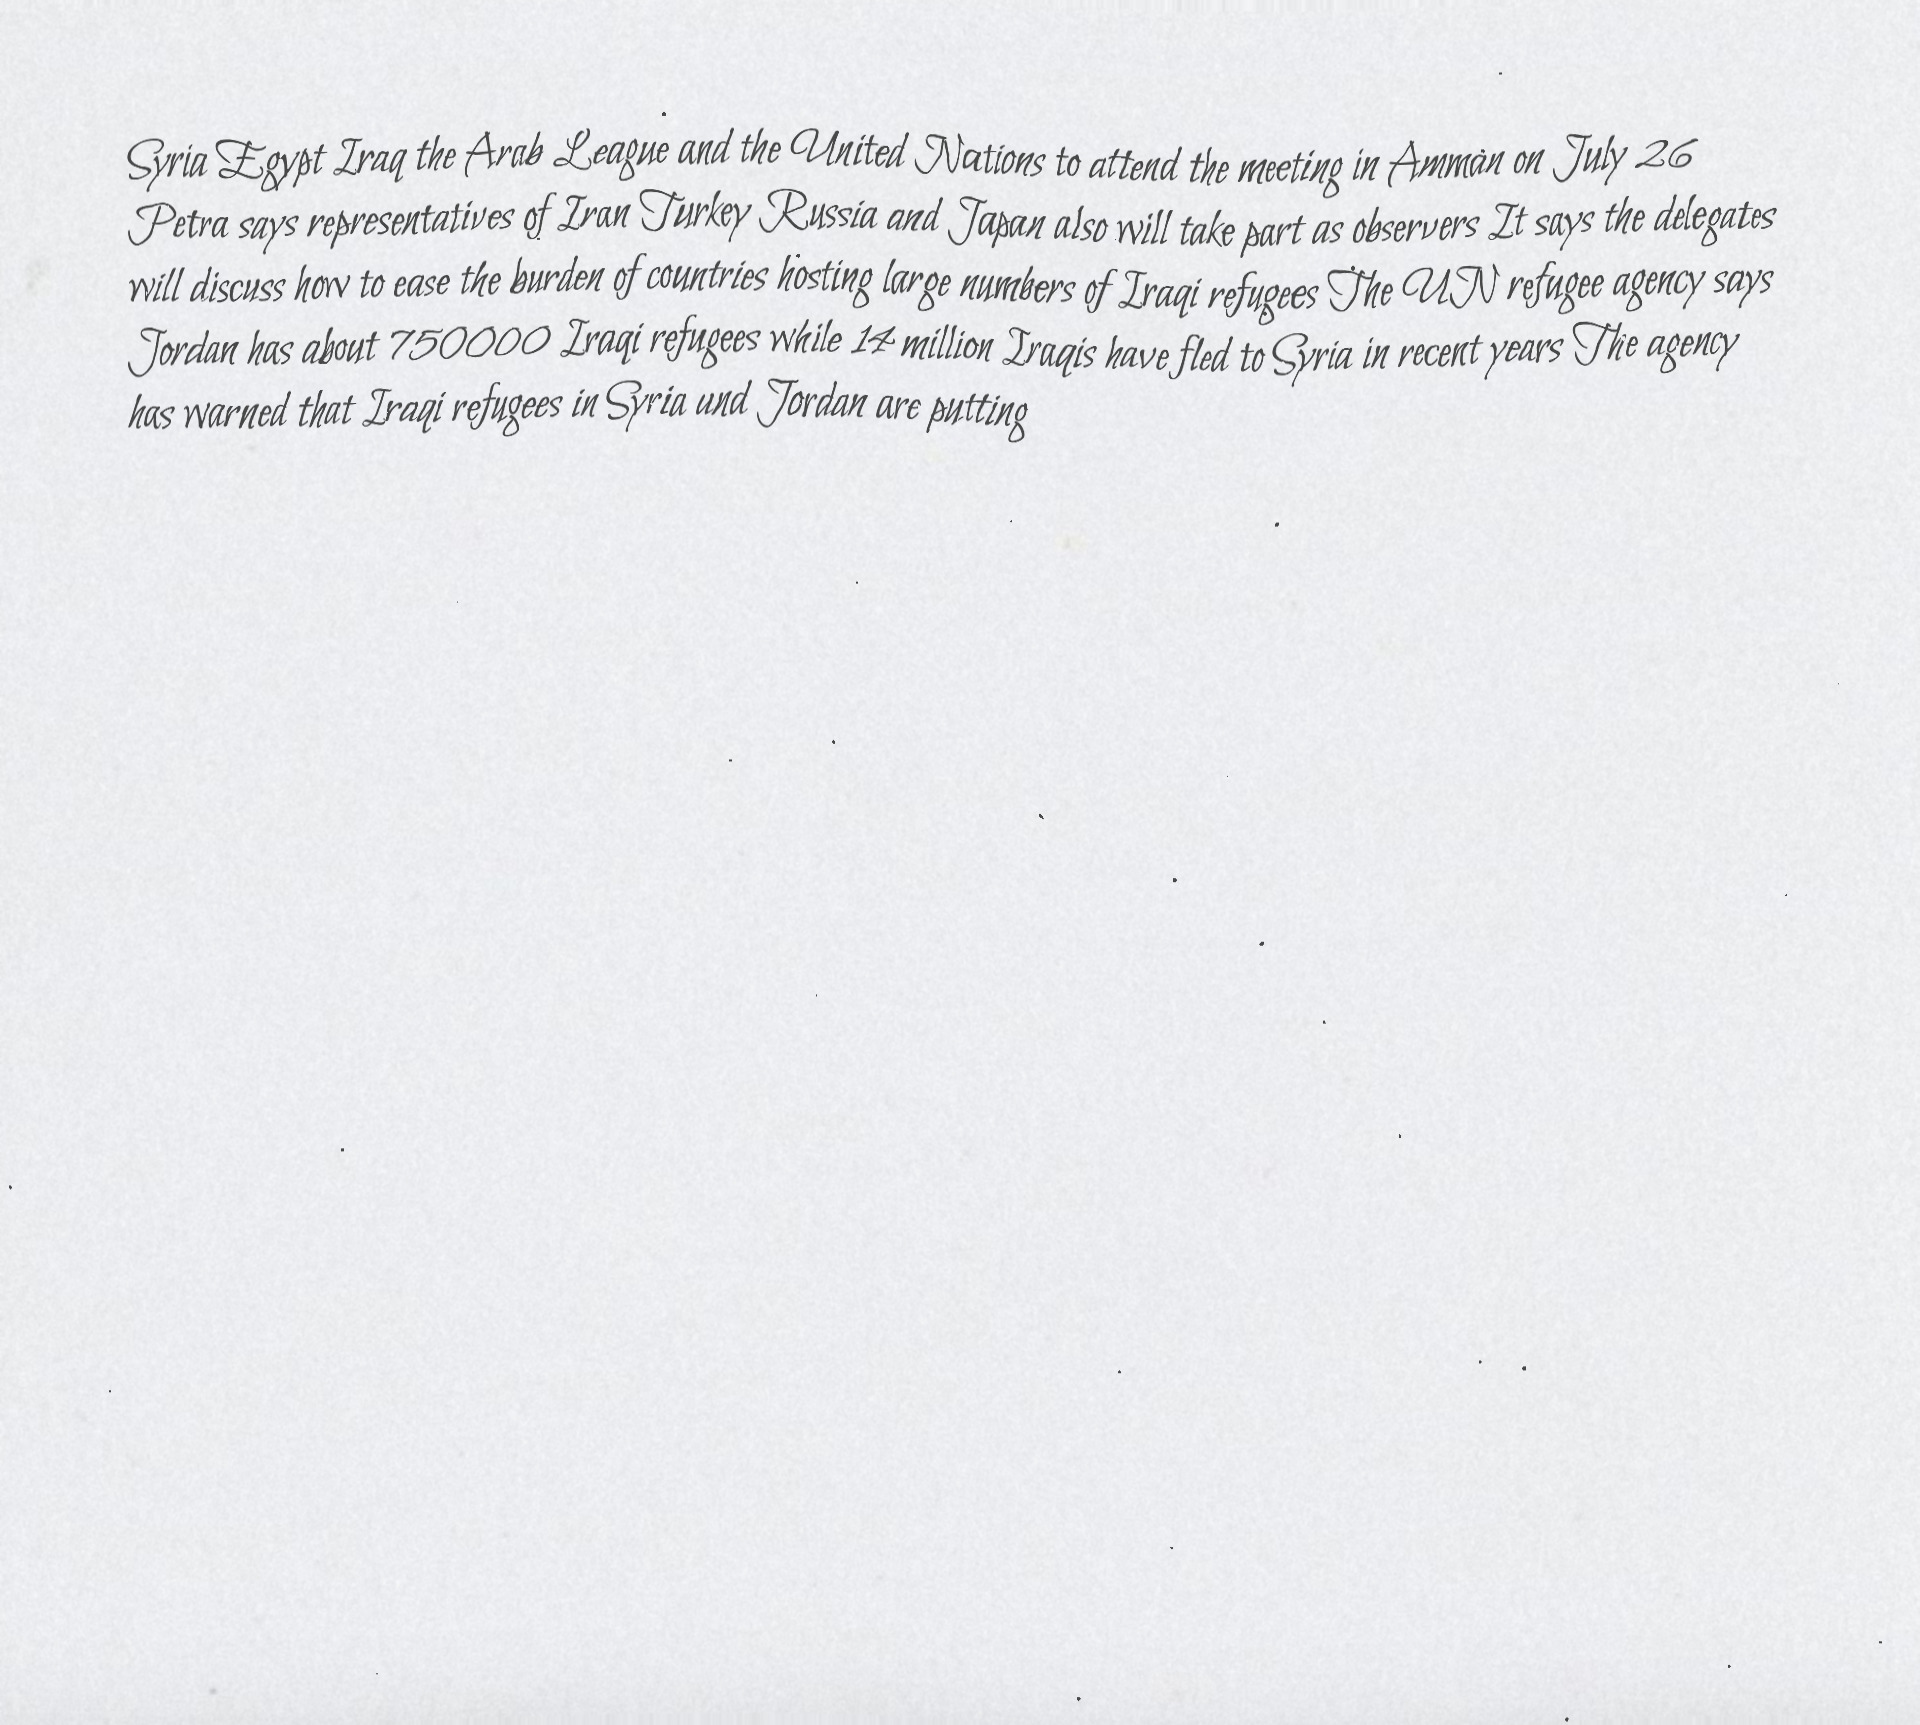 Syria Egypt Iraq the Arab League and the United Nations to attend the meeting in Amman on July 26
Petra says representatives of Iran Turkey Russia and Japan also will take part as observers It says the delegates
will discuss how to ease the burden of countries hosting large numbers of Iraqi refugees The UN refugee agency says
Jordan has about 750000 Iraqi refugees while 14 million Iraqis have fled to Syria in recent years The agency
has warned that Iraqi refugees in Syria and Jordan are putting